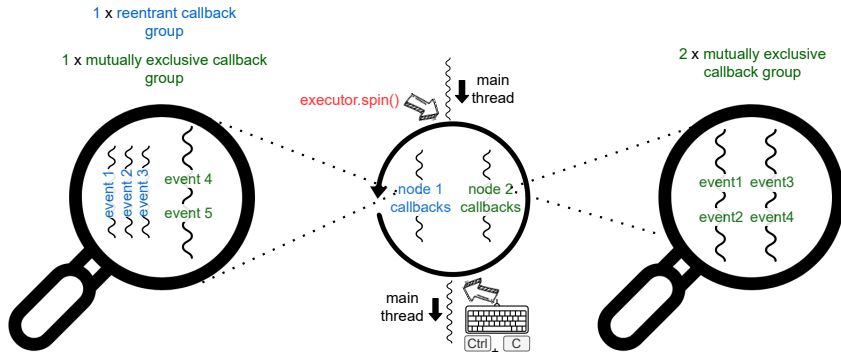 1 x reentrant callback
group
1 x mutually exclusive callback
group
event 1
event 2
event 3
event 4
event 5
executor.spin()
main
thread
node 1
callbacks
node 2
callbacks
main
thread
Ctrl + C
2 x mutually exclusive
callback group
event1
event3
event2
event4